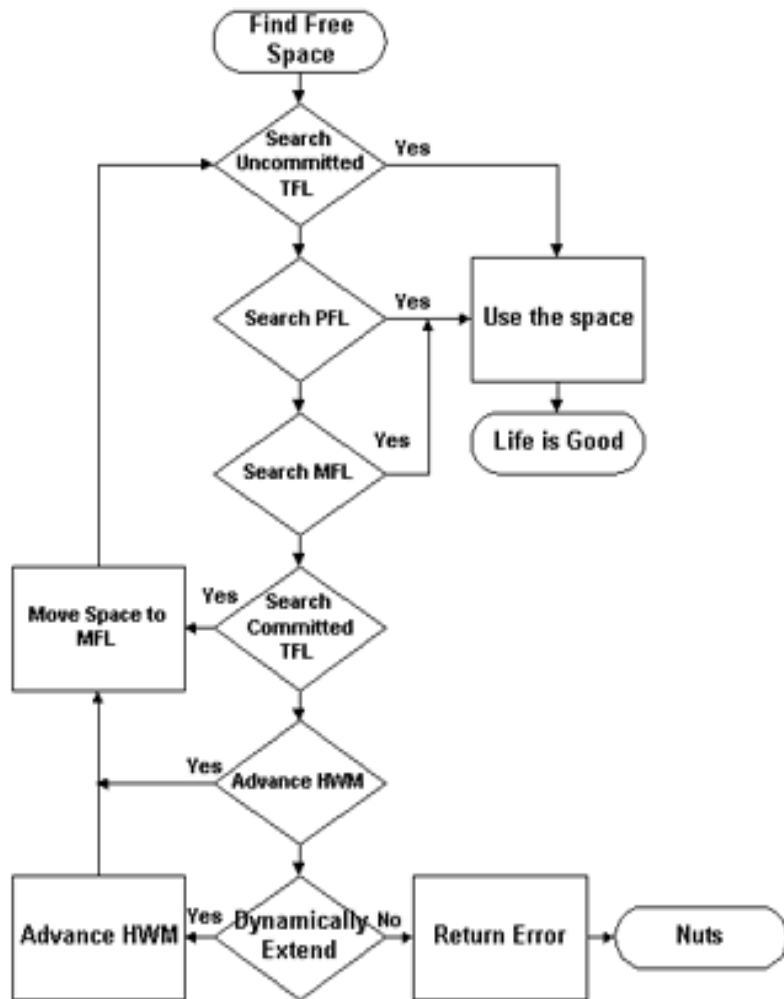 Find Free
Space
Search
Uncommitted
TFL
Yes
Search PFL
Yes
Use the space
Search MFL
Yes
Life is Good
Move Space to
MFL
Yes
Search
Committed
TFL
Yes
Advance HWM
Advance HWM
Yes
Dynamically
Extend
No
Return Error
Nuts